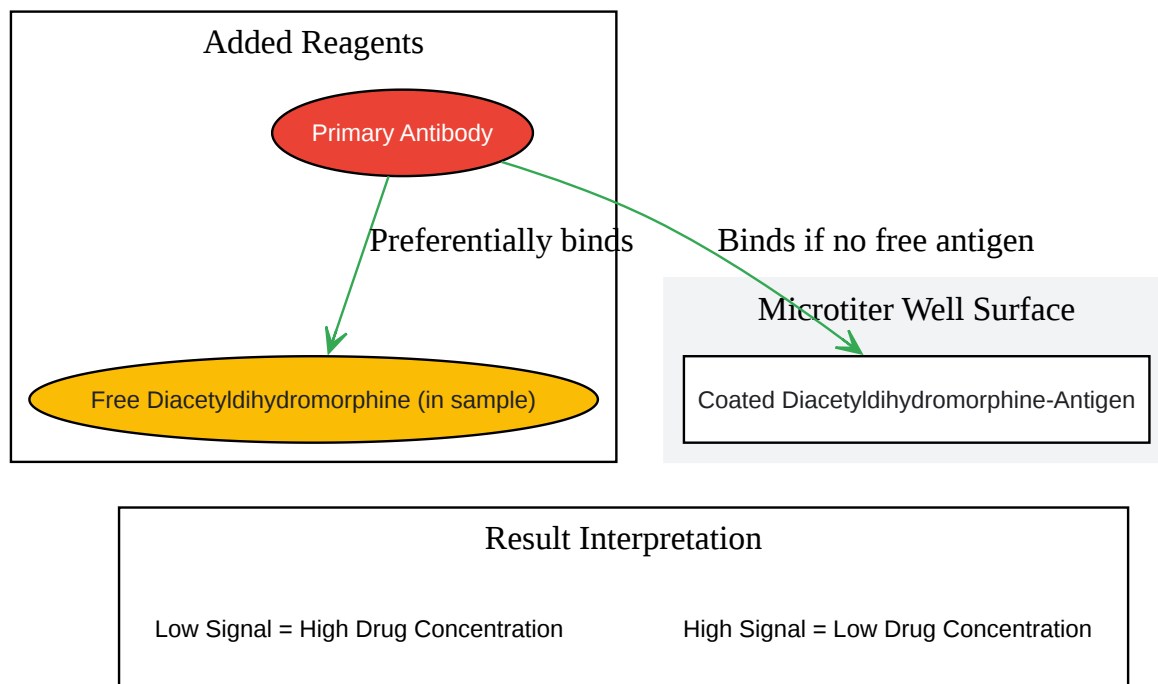 Added Reagents
Primary Antibody
Preferentially binds
Binds if no free antigen
Microtiter Well Surface
Free Diacetyldihydromorphine (in sample)
Coated Diacetyldihydromorphine-Antigen
Result Interpretation
Low Signal = High Drug Concentration
High Signal = Low Drug Concentration